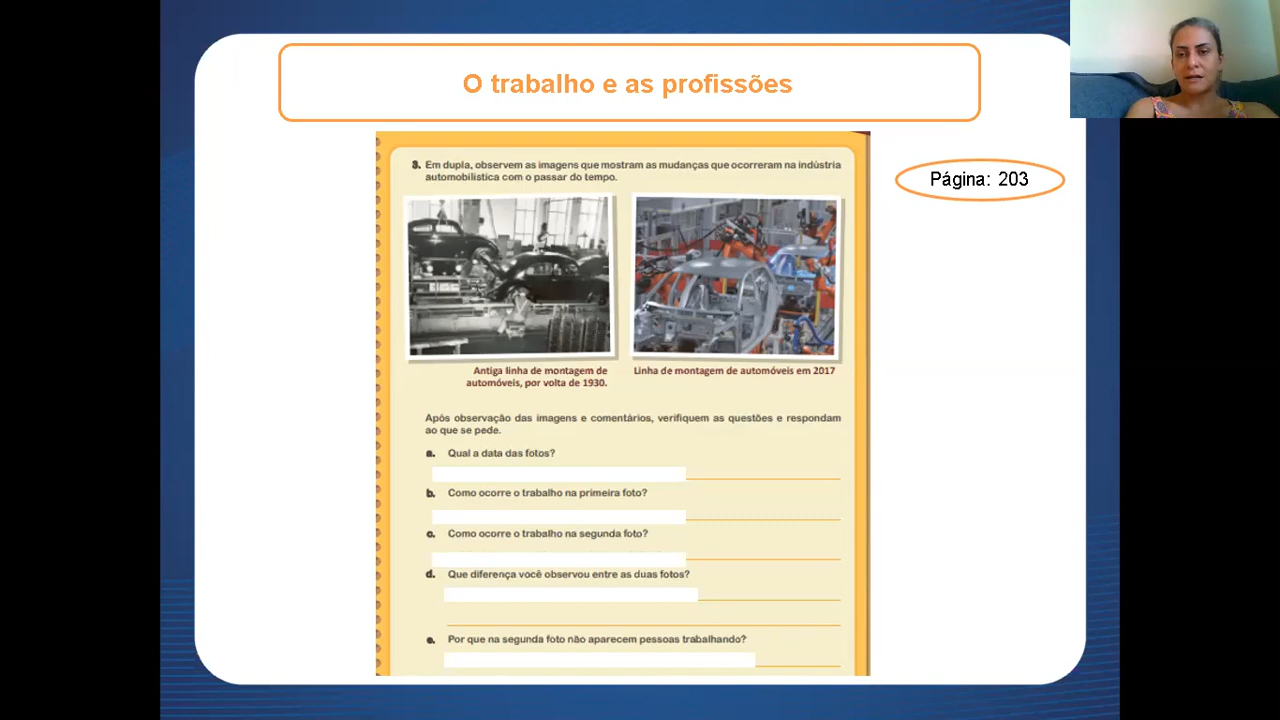 O trabalho e as profissões
Página: 203
3. Em dupla, observem as imagens que mostram as mudanças que ocorreram na indústria
automobilística com o passar do tempo.
Antiga linha de montagem de
automóveis, por volta de 1930.
Linha de montagem de automóveis em 2017
Após observação das imagens e comentários, verifiquem as questões e respondam
ao que se pede.
a. Qual a data das fotos?
b. Como ocorre o trabalho na primeira foto?
c. Como ocorre o trabalho na segunda foto?
d. Que diferença você observou entre as duas fotos?
e. Por que na segunda foto não aparecem pessoas trabalhando?